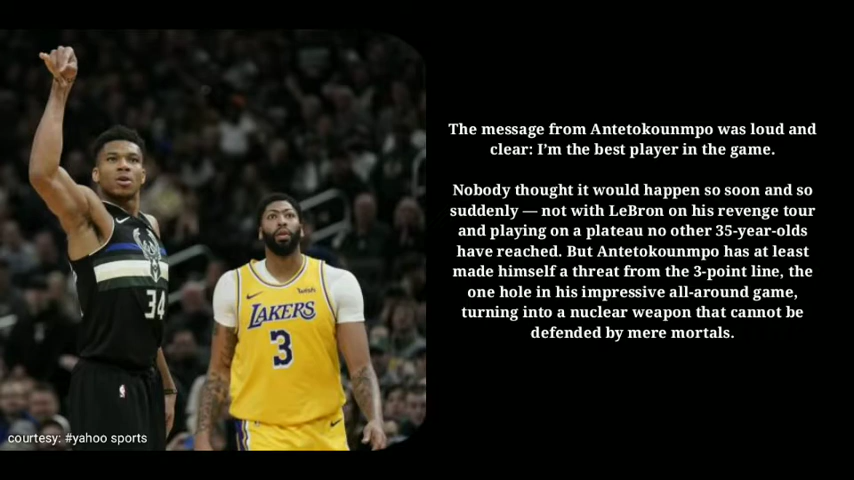 The message from Antetokounmpo was loud and
clear: I'm the best player in the game.
Nobody thought it would happen so soon and so
suddenly — not with LeBron on his revenge tour
and playing on a plateau no other 35-year-olds
have reached. But Antetokounmpo has at least
made himself a threat from the 3-point line, the
one hole in his impressive all-around game,
turning into a nuclear weapon that cannot be
defended by mere mortals.
34
LAKERS
3
courtesy: #yahoo sports